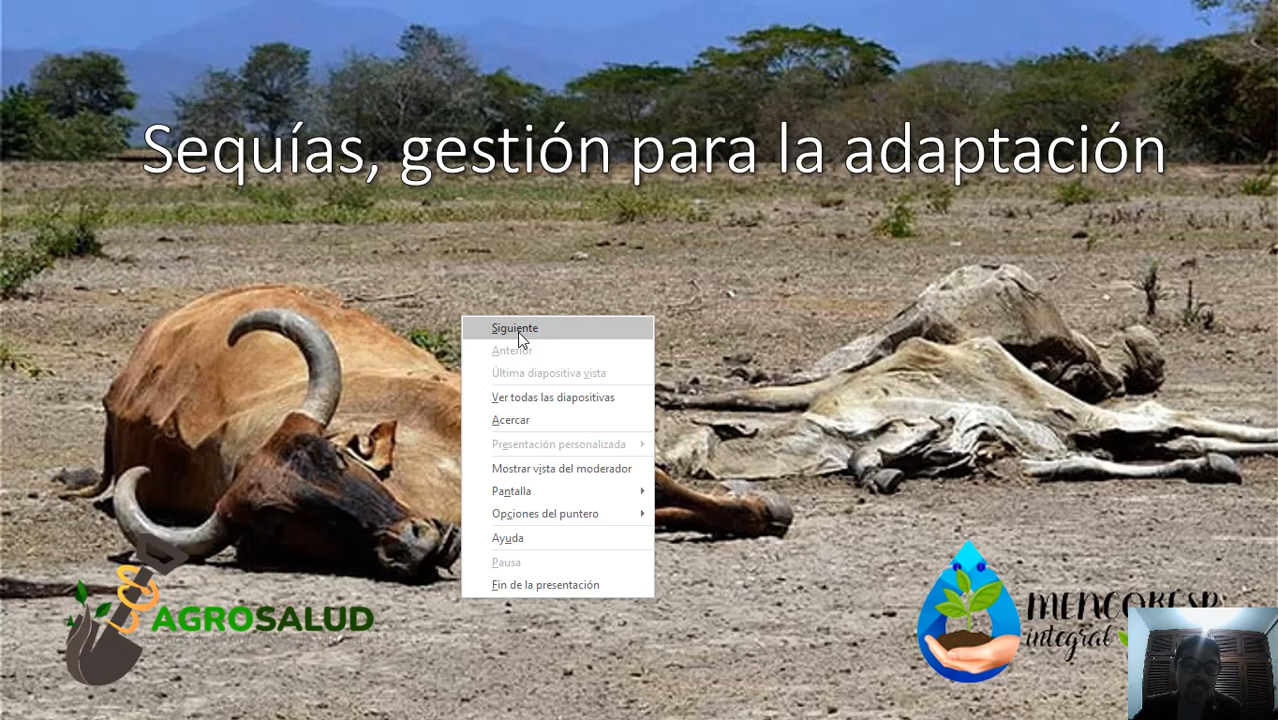 Sequías, gestión para la adaptación
Siguiente
Anterior
Última diapositiva vista
Ver todas las diapositivas
Acercar
Presentación personalizada
Mostrar vista del moderador
Pantalla
Opciones del puntero
Ayuda
Pausa
Fin de la presentación
AGROSALUD
integral